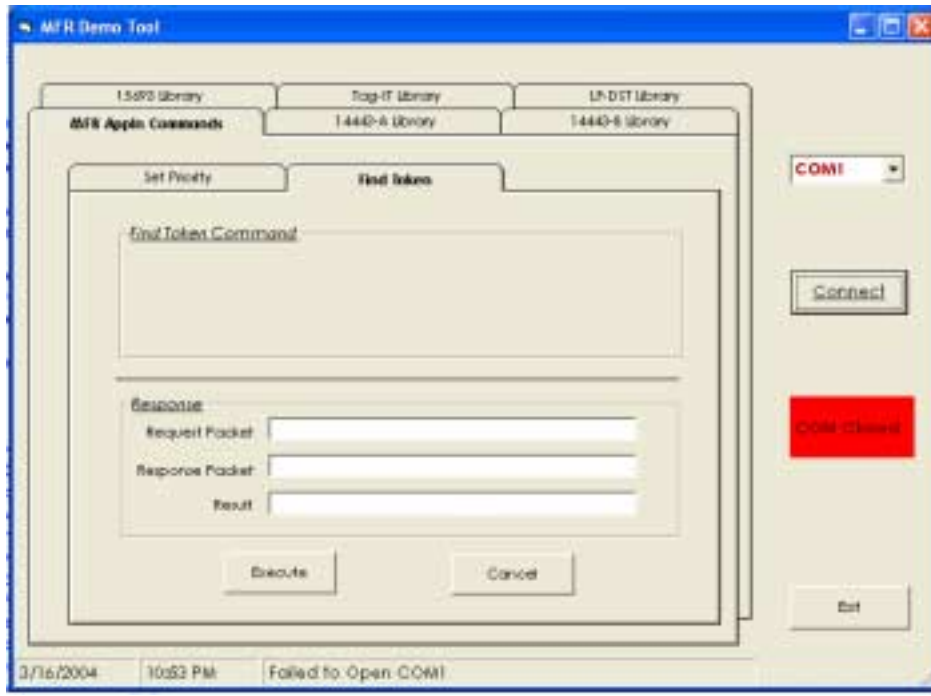 MFR Demo Tool
15693 Library
Tag-IT Library
LF-DST Library
MFR Appln Commands
14443-A Library
14443-B Library
Set Priority
Find Token
COM1
Find Token Command
Connect
Response
Request Packet
COM Closed
Response Packet
Result
Execute
Cancel
Exit
3/16/2004
10:53 PM
Failed to Open COM1